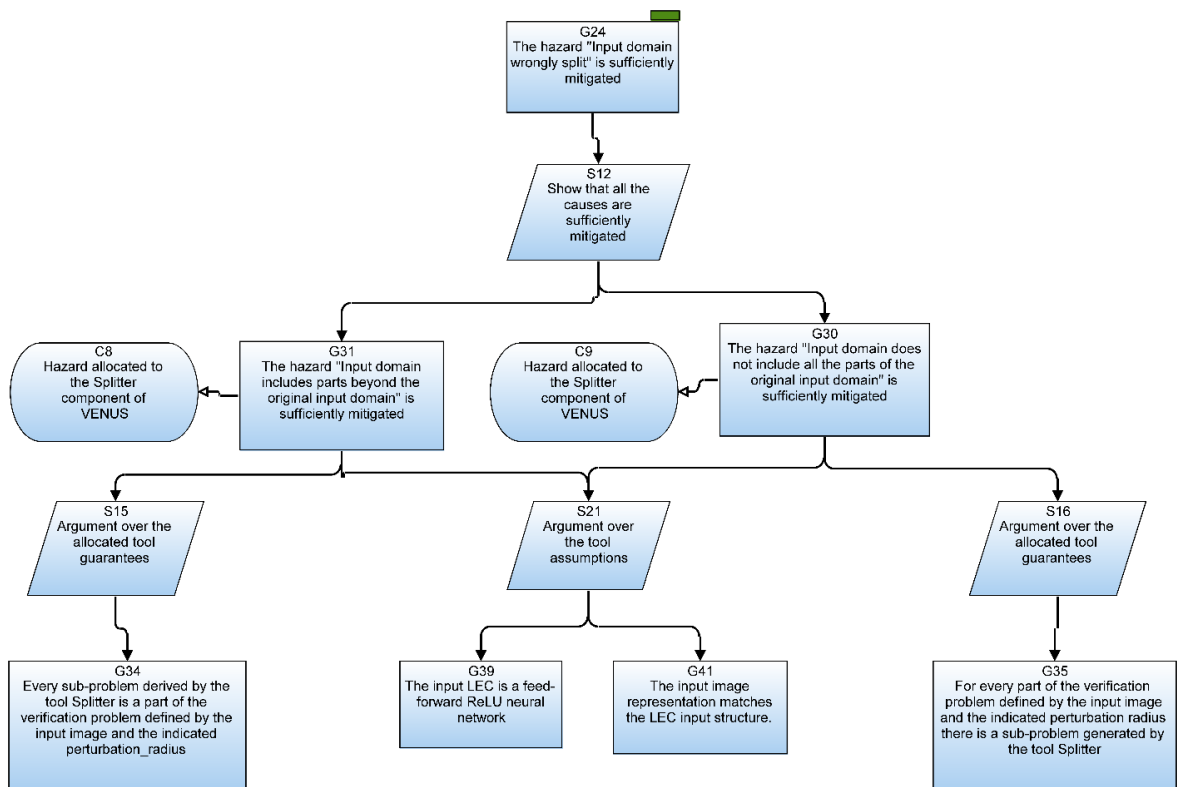 G24
The hazard "Input domain
wrongly split" is sufficiently
mitigated
S12
Show that all the
causes are
sufficiently
mitigated
C8
Hazard allocated to
the Splitter
component of
VENUS
G31
The hazard "Input domain
includes parts beyond the
original input domain" is
sufficiently mitigated
C9
Hazard allocated to
the Splitter
component of
VENUS
G30
The hazard "Input domain does
not include all the parts of the
original input domain" is
sufficiently mitigated
S15
Argument over the
allocated tool
guarantees
S21
Argument over
the tool
assumptions
S16
Argument over the
allocated tool
guarantees
G34
Every sub-problem derived by the
tool Splitter is a part of the
verification problem defined by the
input image and the indicated
perturbation_radius
G39
The input LEC is a feed-
forward ReLU neural
network
G41
The input image
representation matches
the LEC input structure.
G35
For every part of the verification
problem defined by the input image
and the indicated perturbation radius
there is a sub-problem generated by
the tool Splitter